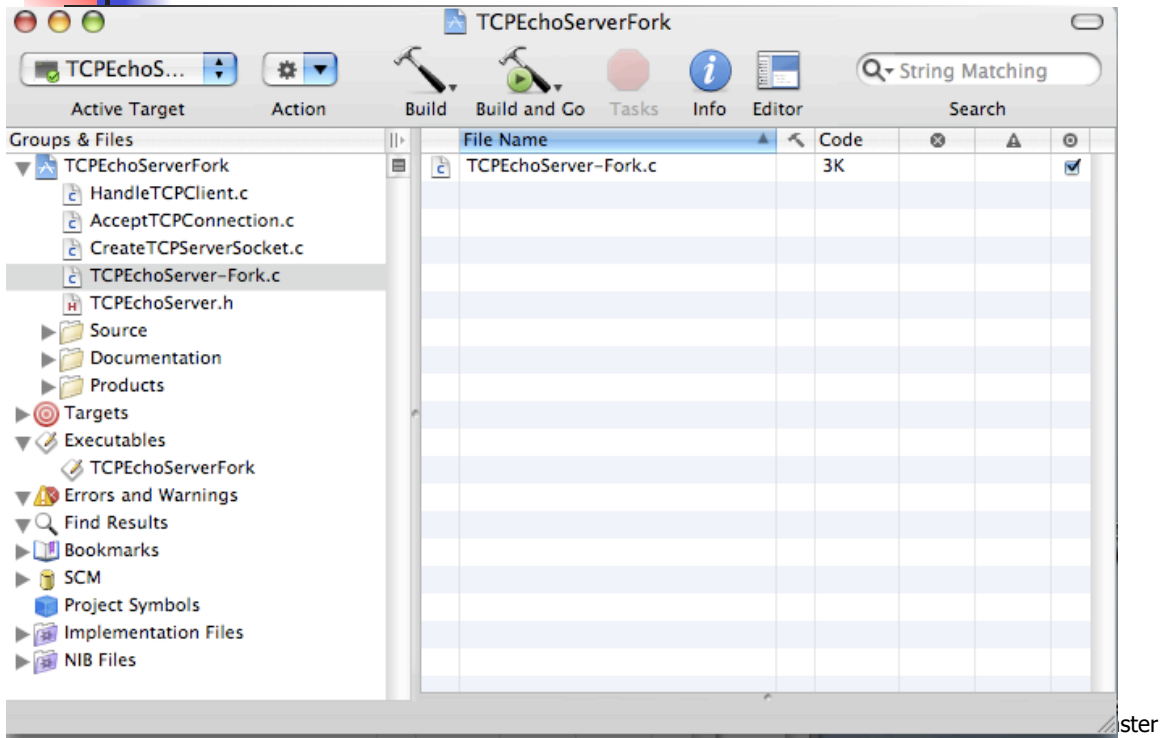 TCPEchoServerFork
TCPEchoS...
String Matching
Active Target Action Build Build and Go Tasks Info Editor Search
Groups & Files
File Name Code
TCPEchoServerFork
TCPEchoServer-Fork.c 3K
HandleTCPClient.c
AcceptTCPConnection.c
CreateTCPServerSocket.c
TCPEchoServer-Fork.c
TCPEchoServer.h
Source
Documentation
Products
Targets
Executables
TCPEchoServerFork
Errors and Warnings
Find Results
Bookmarks
SCM
Project Symbols
Implementation Files
NIB Files